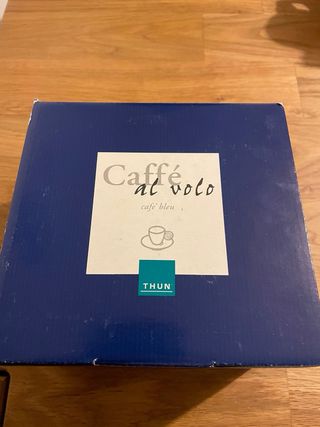 Caffé
al volo
café bleu
THUN